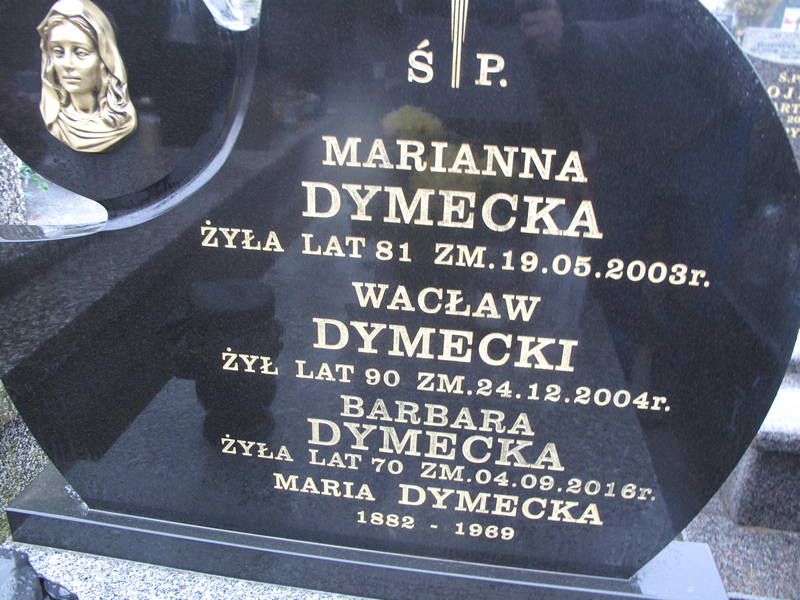 Ś P.
MARIANNA
DYMECKA
ŻYŁA LAT 81 ZM.19.05.2003r.
WACŁAW
DYMECKI
ŻYŁ LAT 90 ZM.24.12.2004r.
BARBARA
DYMECKA
ŻYŁA LAT 70 ZM.04.09.2016r.
MARIA DYMECKA
1882 - 1969
Ś.P